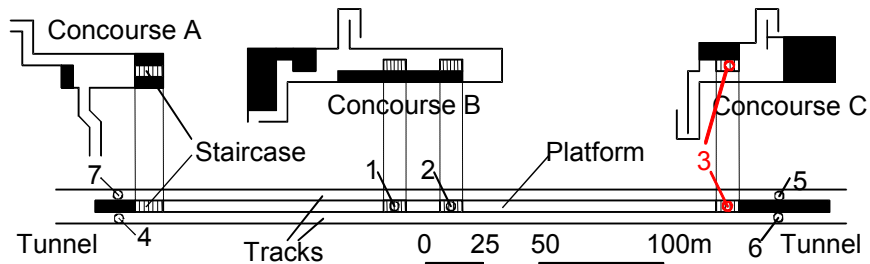 Concourse A
Concourse B
Concourse C
Staircase
Platform
1
2
3
7
5
4
6
Tunnel
Tracks
0 25 50 100m
Tunnel